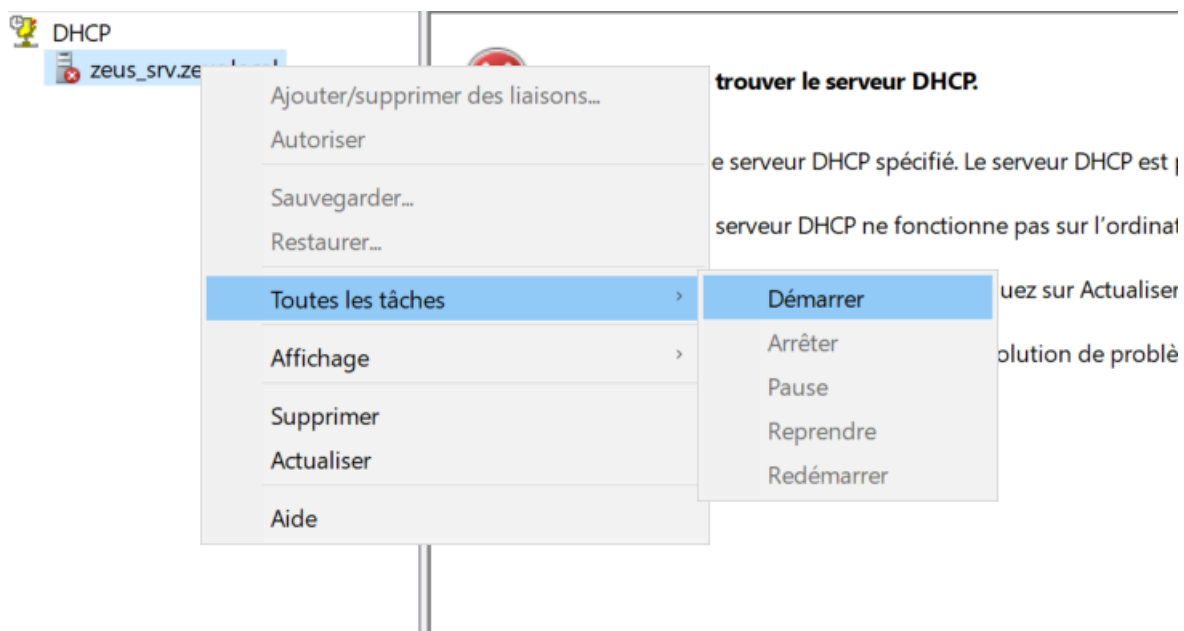 DHCP
zeus_srv.ze
trouver le serveur DHCP.
Ajouter/supprimer des liaisons...
Autoriser
e serveur DHCP spécifié. Le serveur DHCP est
Sauvegarder...
serveur DHCP ne fonctionne pas sur l'ordinat
Restaurer...
Toutes les tâches
Démarrer
uez sur Actualiser
Arrêter
olution de problè
Affichage
Pause
Supprimer
Reprendre
Actualiser
Redémarrer
Aide